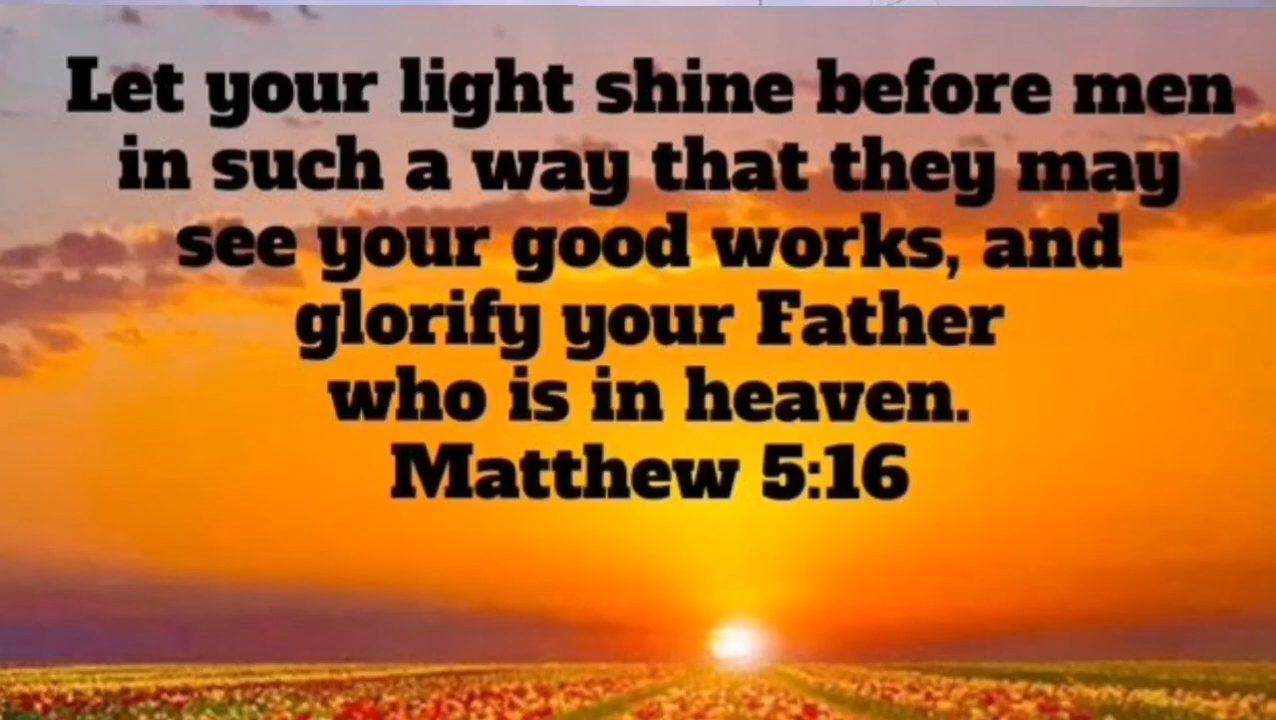 Let your light shine before men
in such a way that they may
see your good works, and
glorify your Father
who is in heaven.
Matthew 5:16